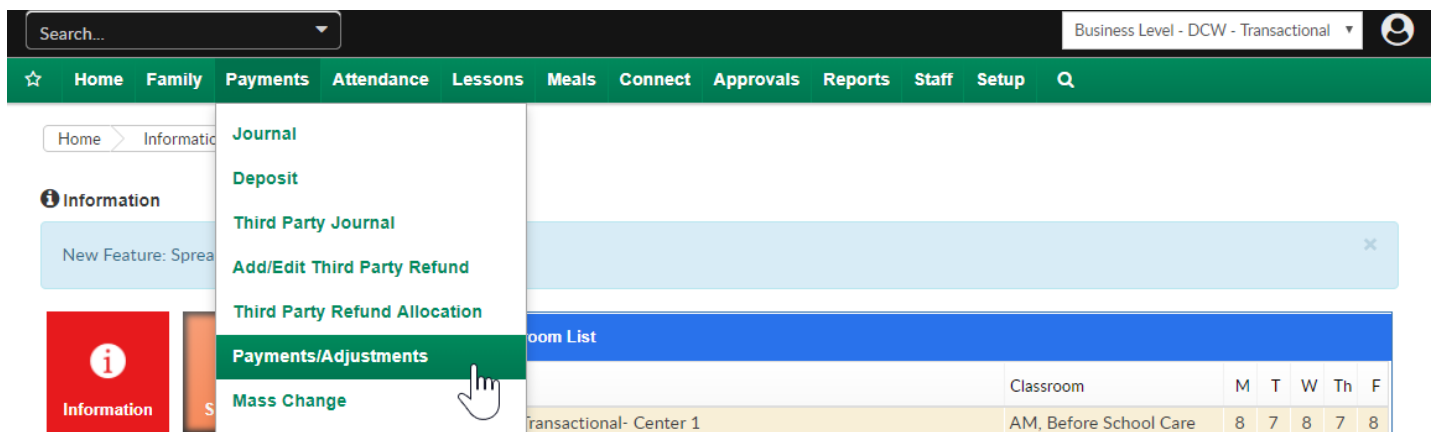 Search...
Business Level - DCW - Transactional
Home Family Payments Attendance Lessons Meals Connect Approvals Reports Staff Setup
Home Informatio
Journal
Deposit
Third Party Journal
Add/Edit Third Party Refund
Third Party Refund Allocation
Payments/Adjustments
Mass Change
Information
New Feature: Sprea
Information
S
oom List
Classroom M T W Th F
Transactional- Center 1 AM, Before School Care 8 7 8 7 8